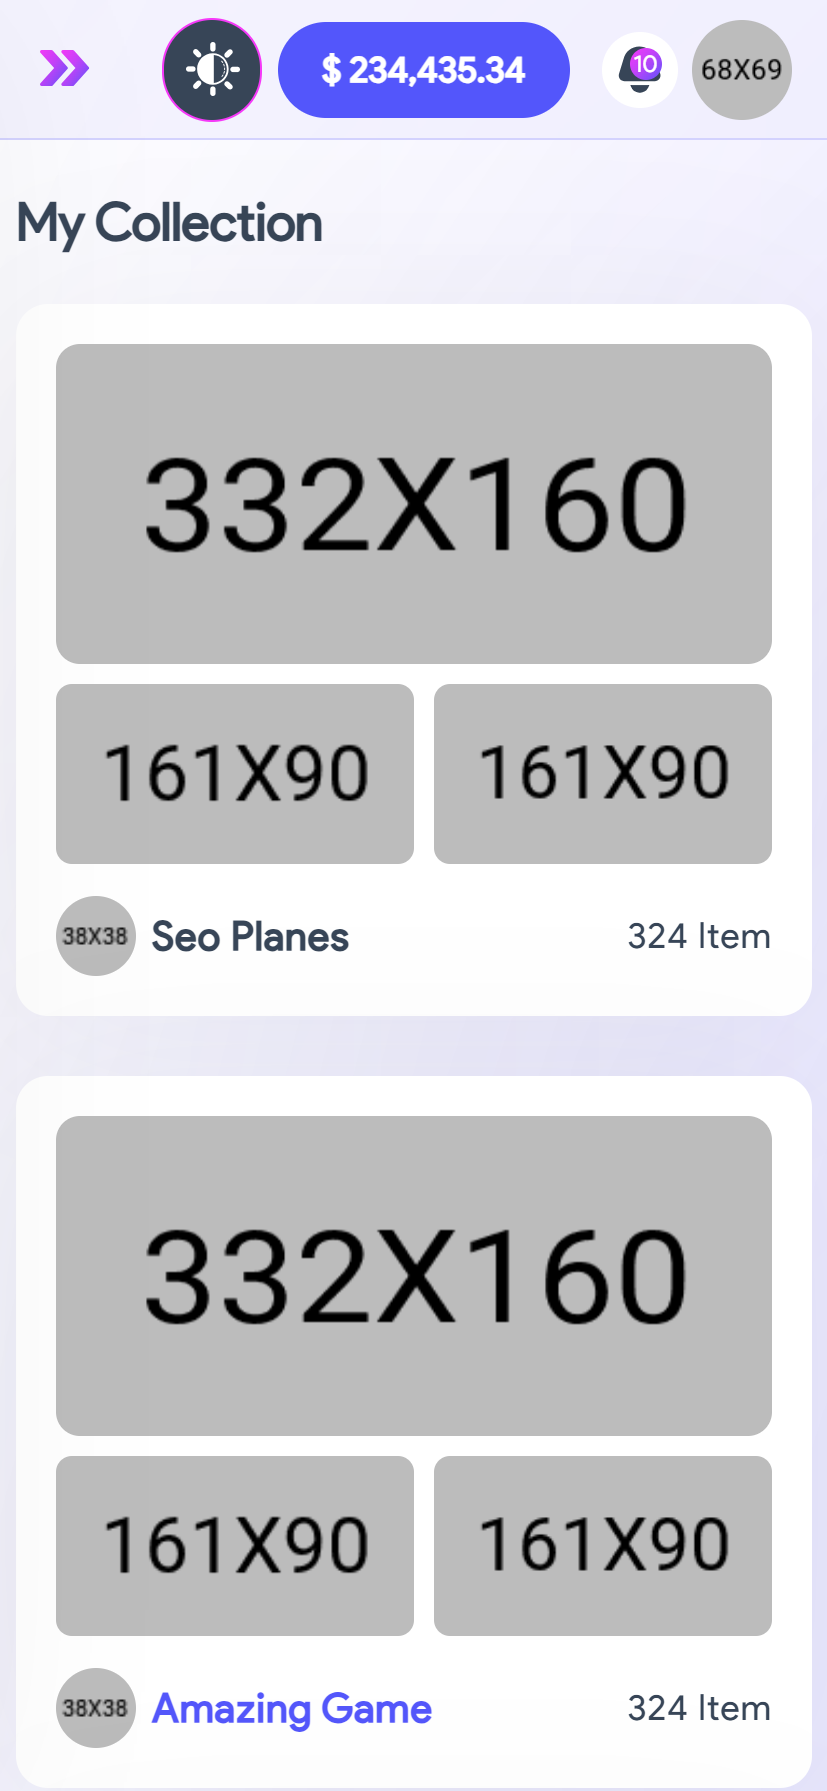 $ 234,435.34
10
68X69
My Collection
332X160
161X90 161X90
38X38 Seo Planes 324 Item
332X160
161X90 161X90
38X38 Amazing Game 324 Item